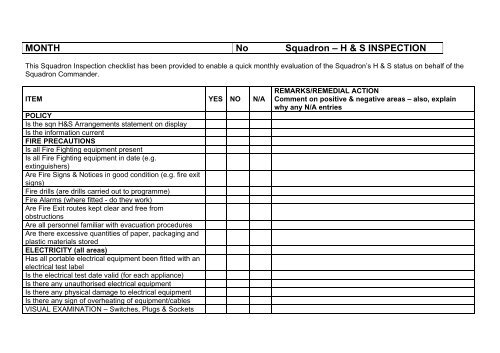 MONTH No Squadron – H & S INSPECTION
This Squadron Inspection checklist has been provided to enable a quick monthly evaluation of the Squadron's H & S status on behalf of the
Squadron Commander.
REMARKS/REMEDIAL ACTION
ITEM YES NO N/A Comment on positive & negative areas – also, explain
why any N/A entries
POLICY
Is the sqn H&S Arrangements statement on display
Is the information current
FIRE PRECAUTIONS
Is all Fire Fighting equipment present
Is all Fire Fighting equipment in date (e.g.
extinguishers)
Are Fire Signs & Notices in good condition (e.g. fire exit
signs)
Fire drills (are drills carried out to programme)
Fire Alarms (where fitted - do they work)
Are Fire Exit routes kept clear and free from
obstructions
Are all personnel familiar with evacuation procedures
Are there excessive quantities of paper, packaging and
plastic materials stored
ELECTRICITY (all areas)
Has all portable electrical equipment been fitted with an
electrical test label
Is the electrical test date valid (for each appliance)
Is there any unauthorised electrical equipment
Is there any physical damage to electrical equipment
Is there any sign of overheating of equipment/cables
VISUAL EXAMINATION – Switches, Plugs & Sockets